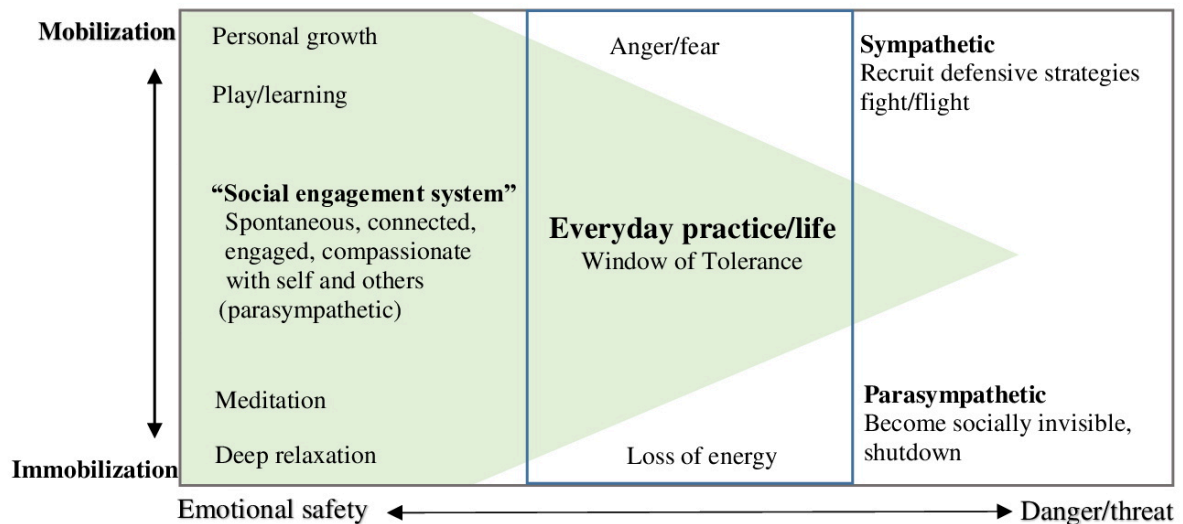 Mobilization
Personal growth
Play/learning
“Social engagement system”
Spontaneous, connected,
engaged, compassionate
with self and others
(parasympathetic)
Meditation
Deep relaxation
Immobilization
Anger/fear
Everyday practice/life
Window of Tolerance
Loss of energy
Sympathetic
Recruit defensive strategies
fight/flight
Parasympathetic
Become socially invisible,
shutdown
Emotional safety
Danger/threat